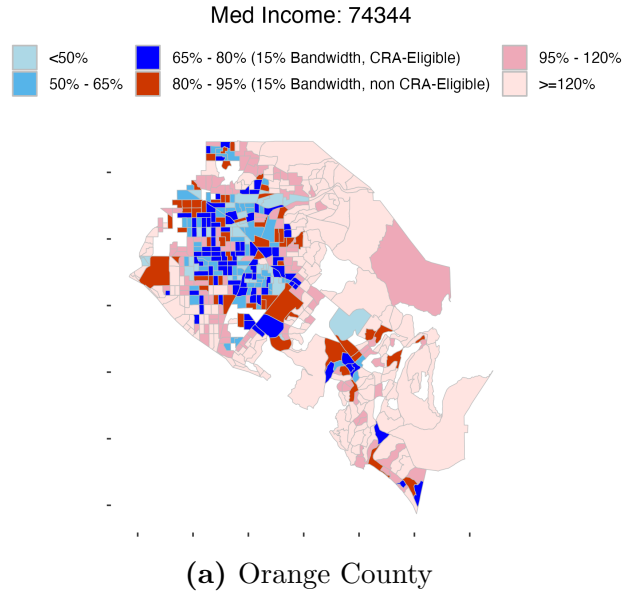 Med Income: 74344
<50% 65% - 80% (15% Bandwidth, CRA-Eligible) 95% - 120%
50% - 65% 80% - 95% (15% Bandwidth, non CRA-Eligible) >=120%
(a) Orange County